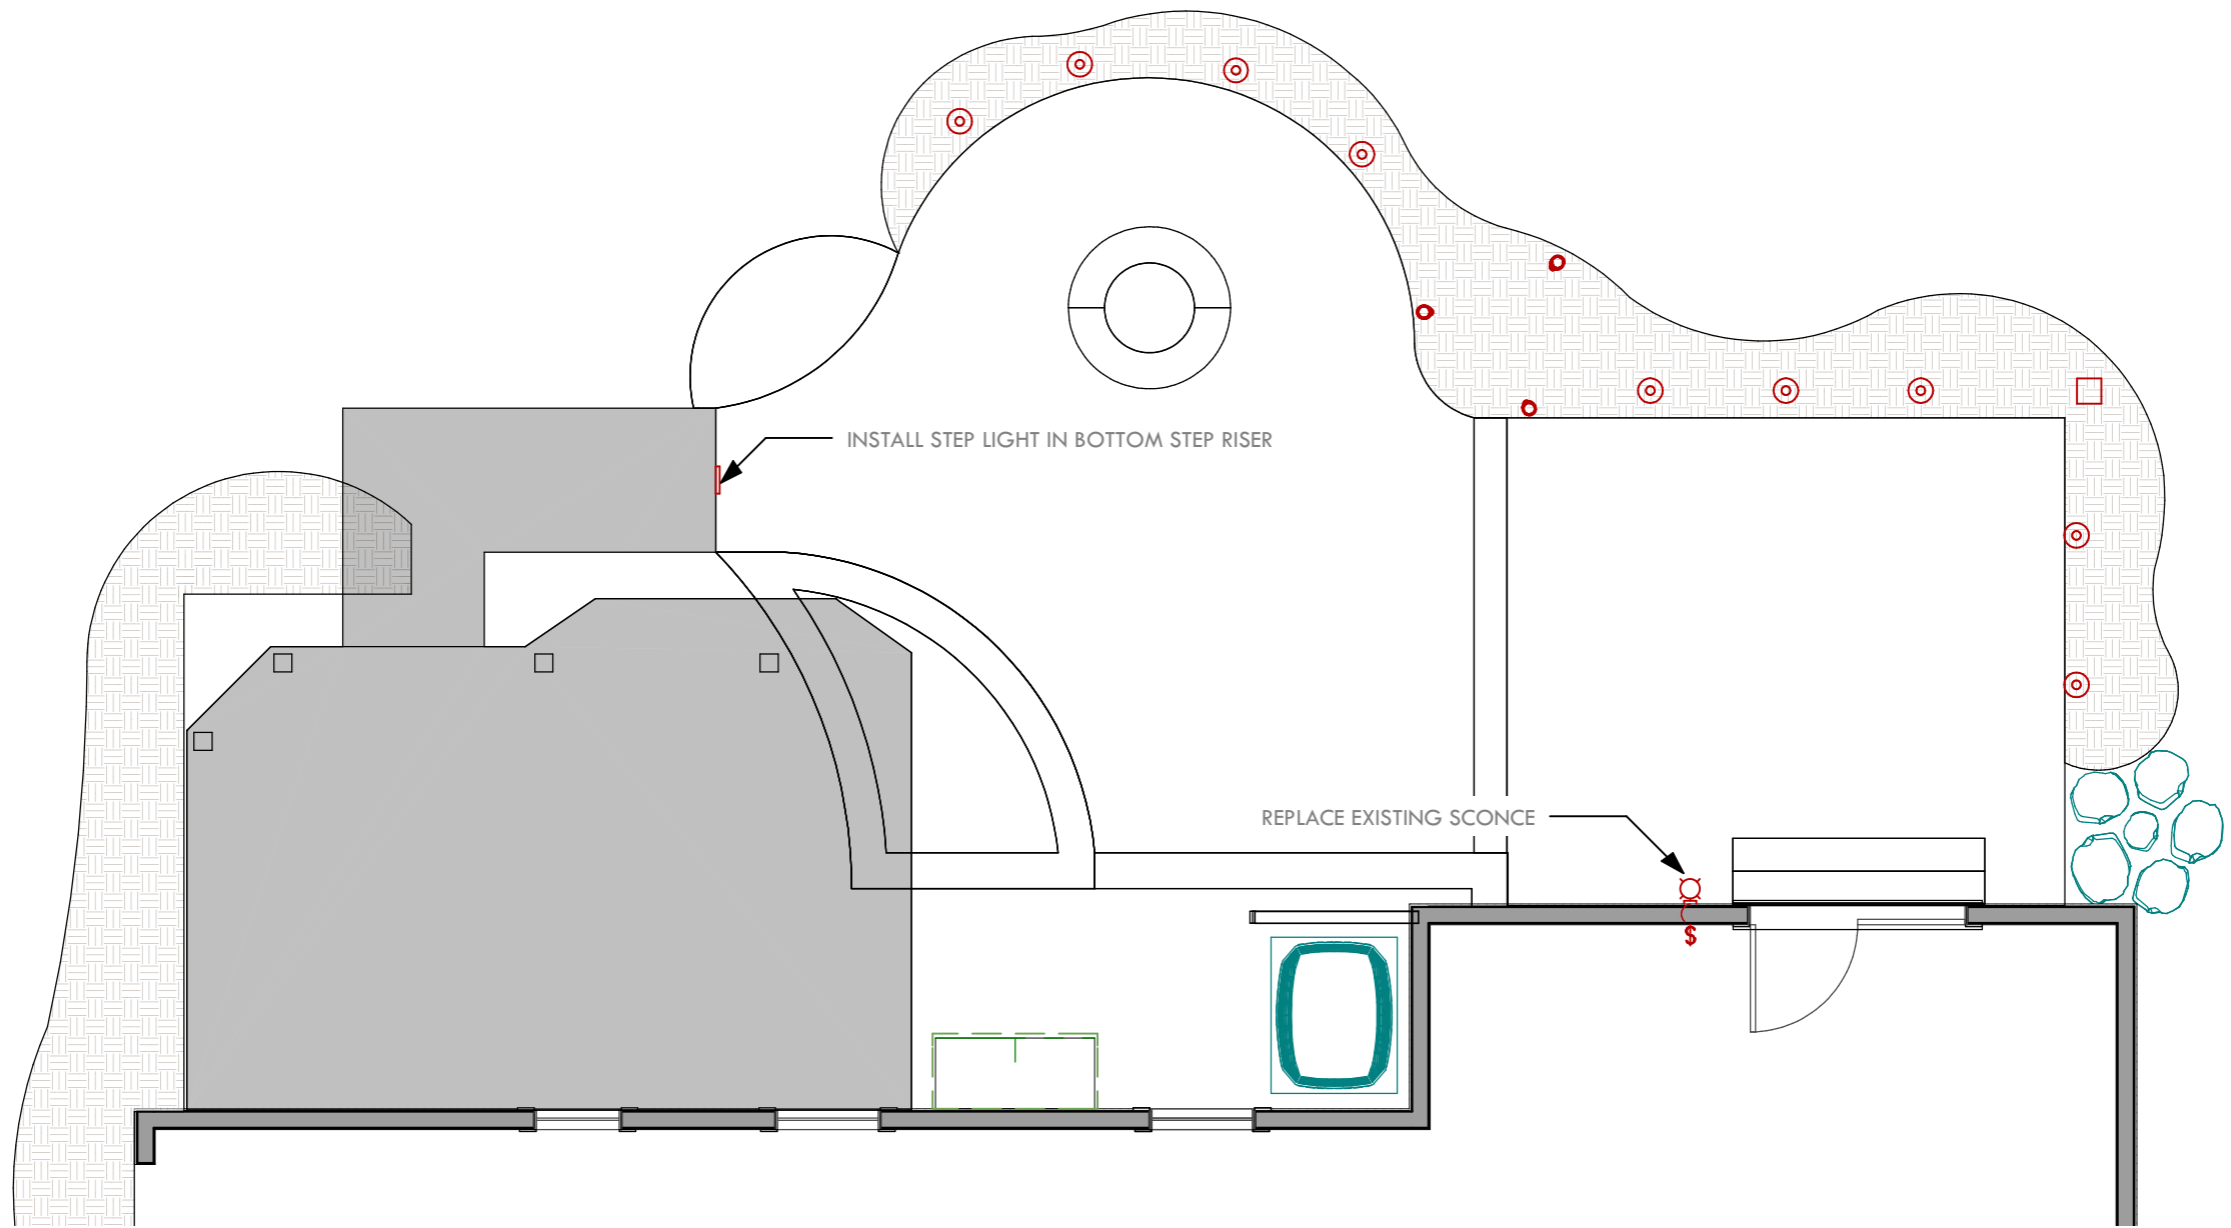 INSTALL STEP LIGHT IN BOTTOM STEP RISER
REPLACE EXISTING SCONCE
$